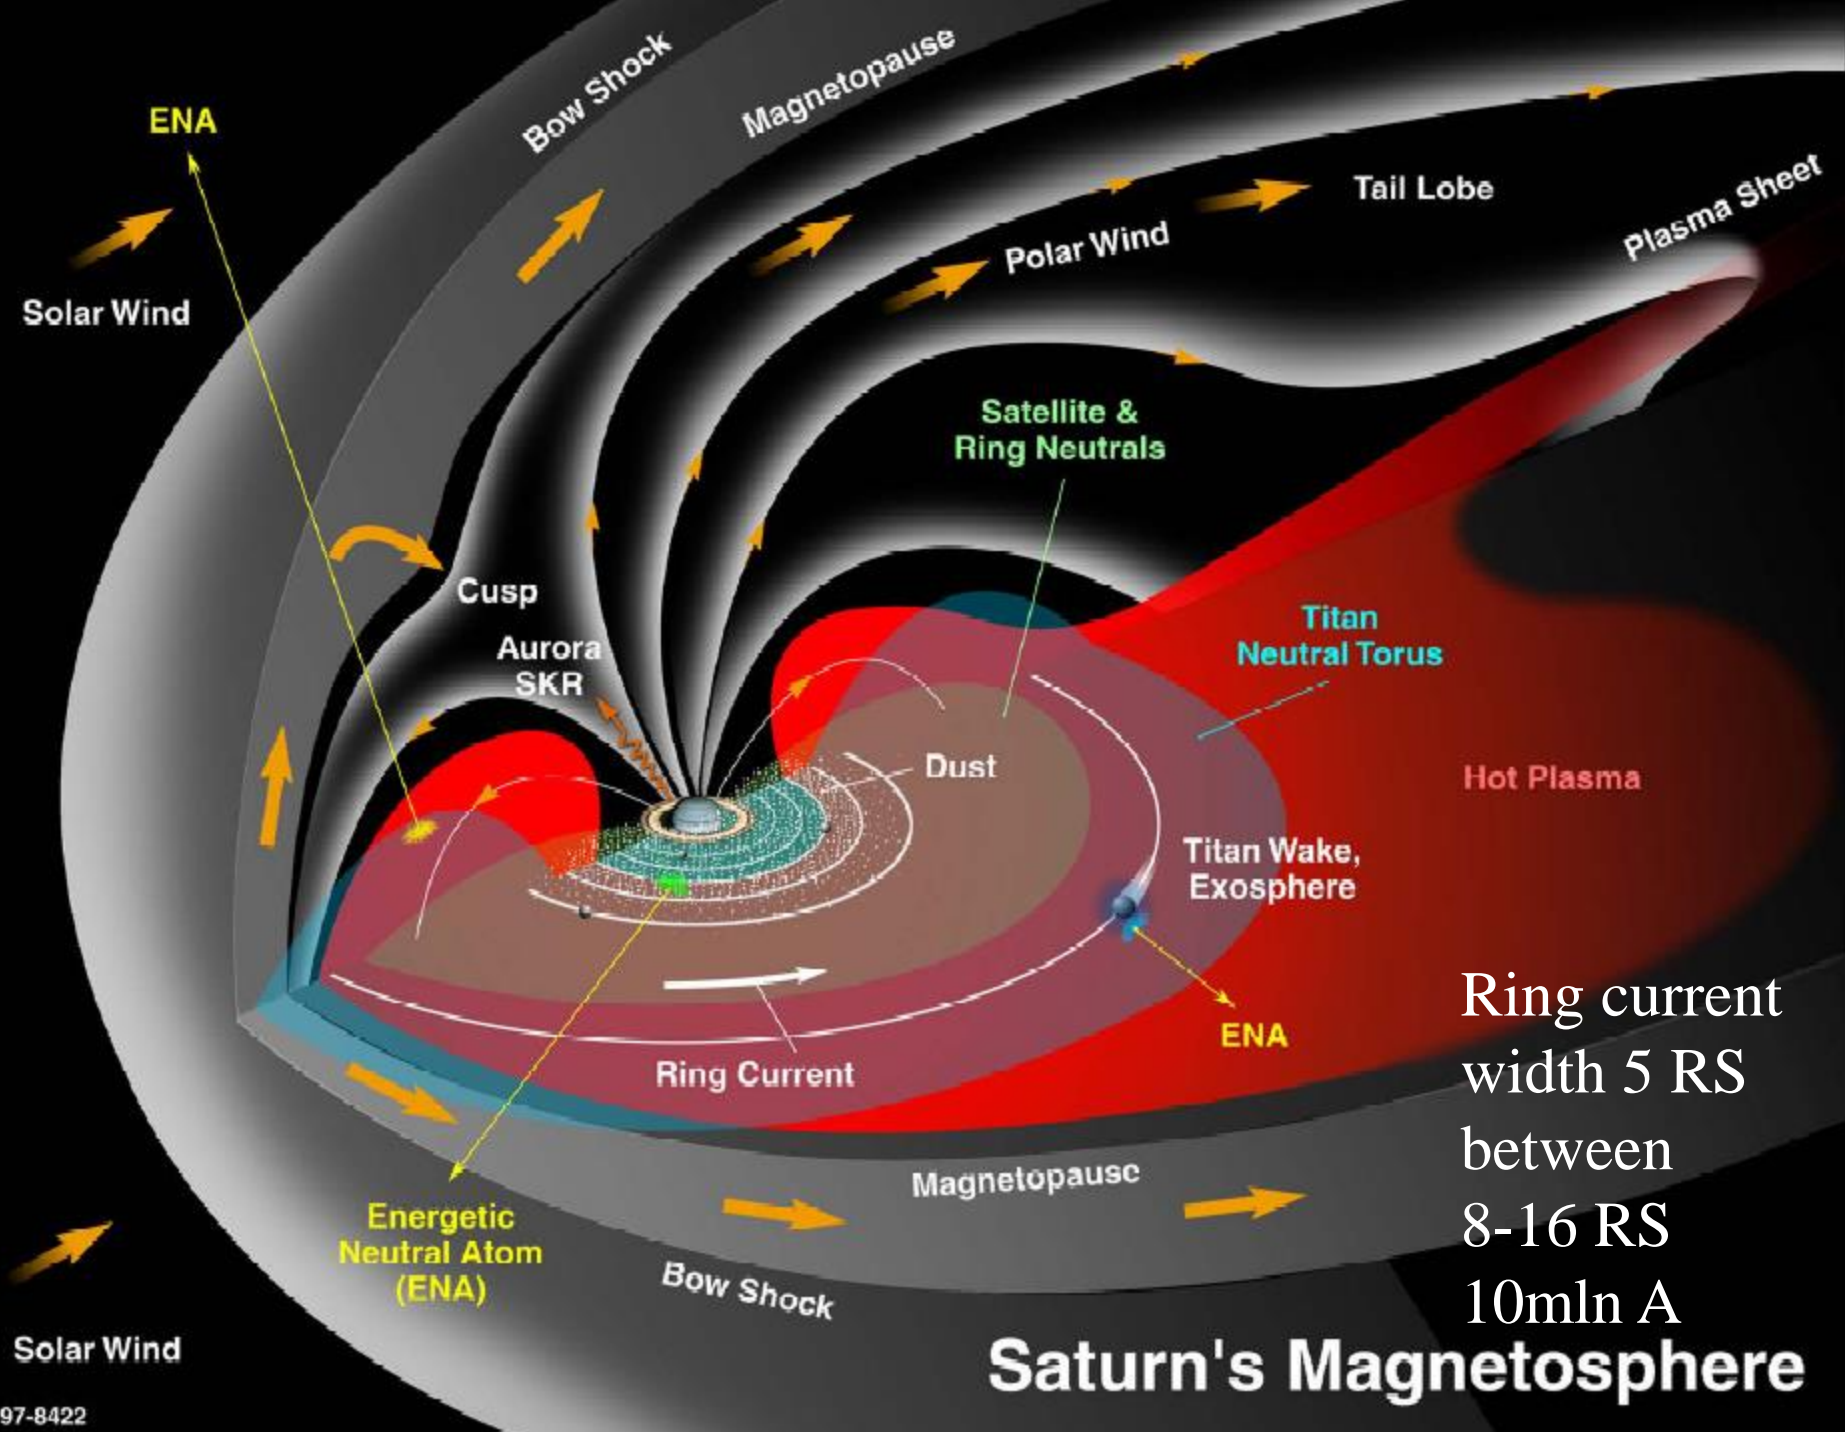 Bow Shock
Magnetopause
ENA
Tail Lobe
Plasma Sheet
Polar Wind
Solar Wind
Satellite &
Ring Neutrals
Cusp
Aurora
SKR
Titan
Neutral Torus
Dust
Hot Plasma
Titan Wake,
Exosphere
ENA
Ring Current
Ring current
width 5 RS
between
8-16 RS
10mln A
Magnetopause
Energetic
Neutral Atom
(ENA)
Bow Shock
Solar Wind
Saturn's Magnetosphere
97-8422